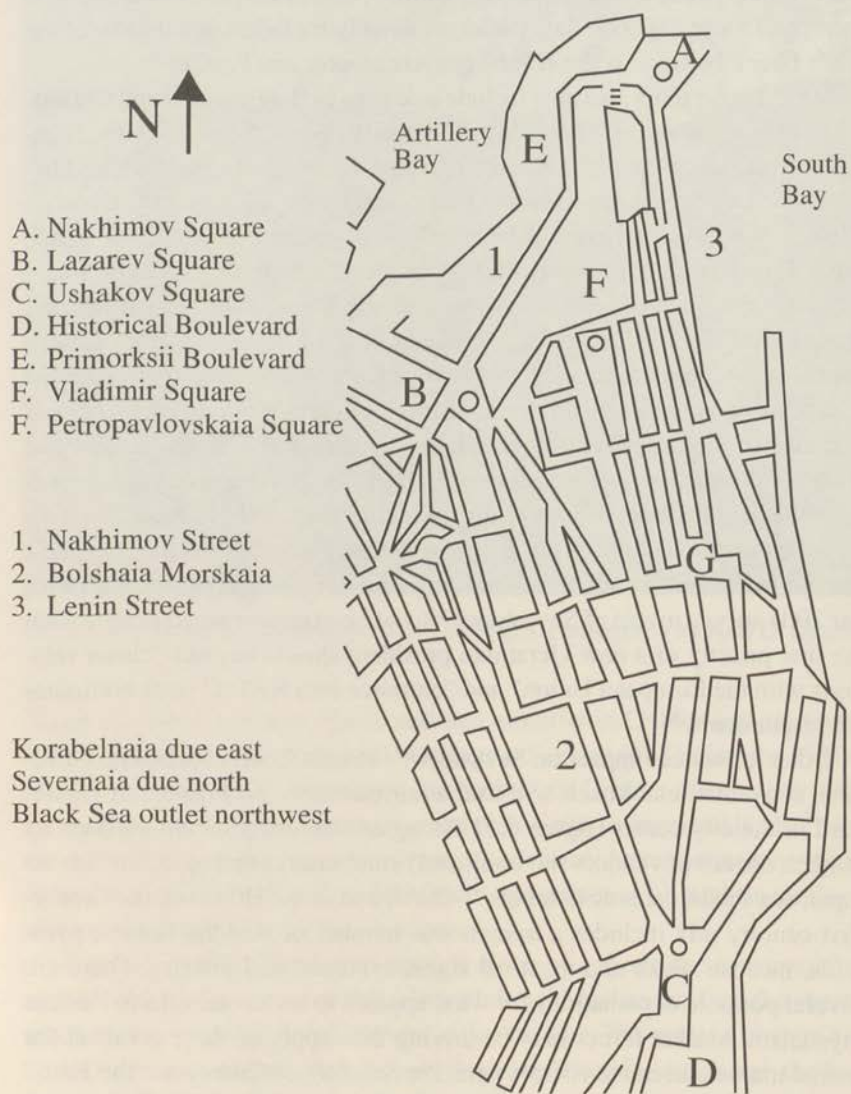 A
N
Artillery
Bay
E
South
Bay
A. Nakhimov Square
B. Lazarev Square
C. Ushakov Square
D. Historical Boulevard
E. Primorksii Boulevard
F. Vladimir Square
F. Petropavlovskaia Square
1
3
F
B
1. Nakhimov Street
2. Bolshaia Morskaia
3. Lenin Street
G
Korabelnaia due east
Severnaia due north
Black Sea outlet northwest
2
C
D